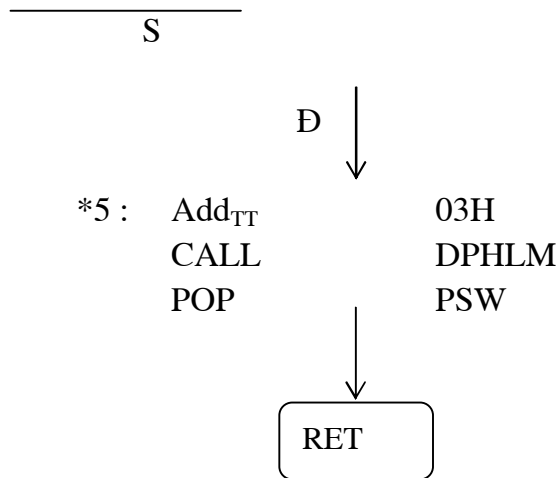 S
Đ
*5 : Add_TT 03H
CALL DPHLM
POP PSW
RET